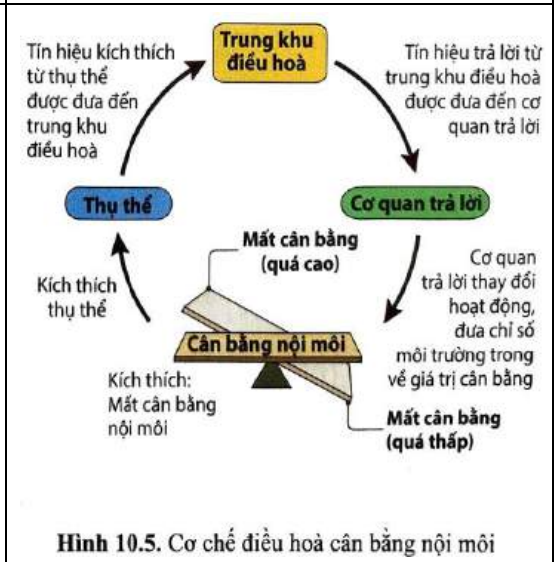 Trung khu
điều hoà
Tín hiệu kích thích
từ thụ thể
được đưa đến
trung khu
điều hoà
Tín hiệu trả lời từ
trung khu điều hoà
được đưa đến cơ
quan trả lời
Thụ thể
Cơ quan trả lời
Mất cân bằng
(quá cao)
Kích thích
thụ thể
Cơ quan
trả lời thay đổi
hoạt động,
đưa chỉ số
môi trường trong
về giá trị cân bằng
Cân bằng nội môi
Kích thích:
Mất cân bằng
nội môi
Mất cân bằng
(quá thấp)
Hình 10.5. Cơ chế điều hoà cân bằng nội môi